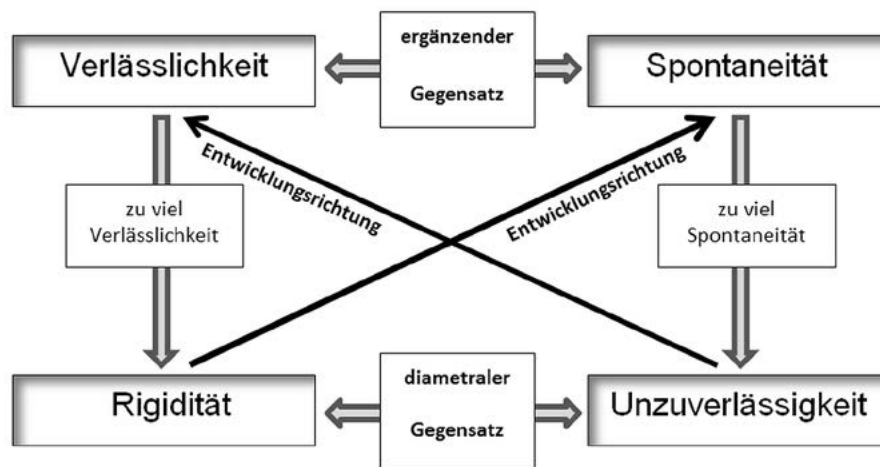 Verlässlichkeit
ergänzender
Gegensatz
Spontaneität
Entwicklungsrichtung
Entwicklungsrichtung
zu viel
Verlässlichkeit
zu viel
Spontaneität
Rigidität
diametraler
Gegensatz
Unzuverlässigkeit